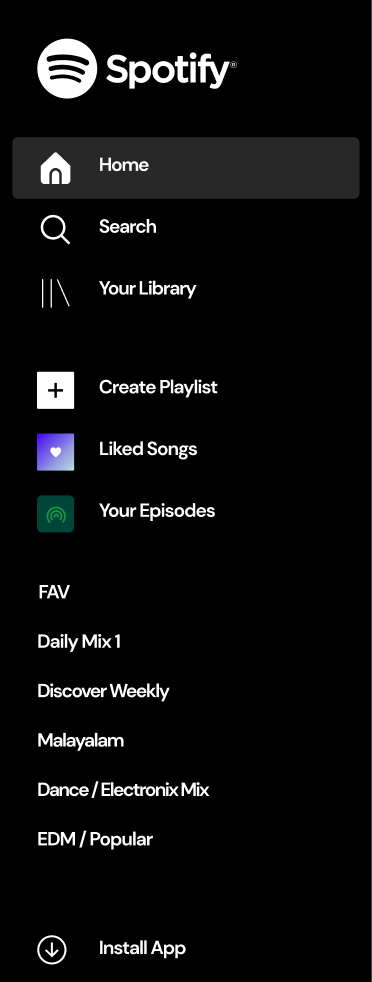 Spotify®
Home
Search
Your Library
Create Playlist
Liked Songs
Your Episodes
FAV
Daily Mix 1
Discover Weekly
Malayalam
Dance / Electronix Mix
EDM / Popular
Install App